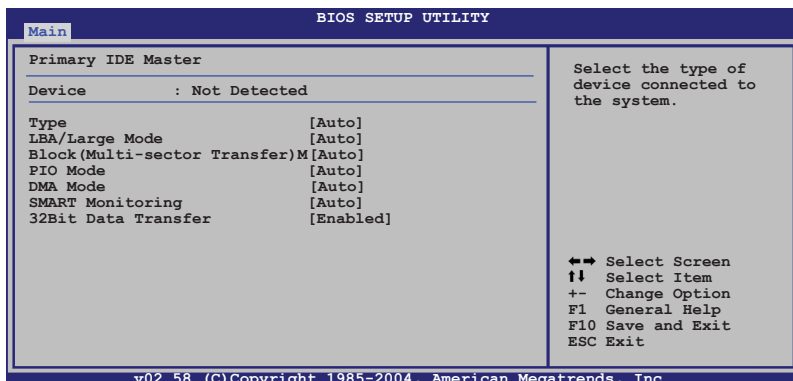 BIOS SETUP UTILITY
Main
Primary IDE Master
Device : Not Detected
Type [Auto]
LBA/Large Mode [Auto]
Block(Multi-sector Transfer)M[Auto]
PIO Mode [Auto]
DMA Mode [Auto]
SMART Monitoring [Auto]
32Bit Data Transfer [Enabled]
Select the type of
device connected to
the system.
←→ Select Screen
↑↓ Select Item
+- Change Option
F1 General Help
F10 Save and Exit
ESC Exit
v02.58 (C)Copyright 1985-2004, American Megatrends, Inc.